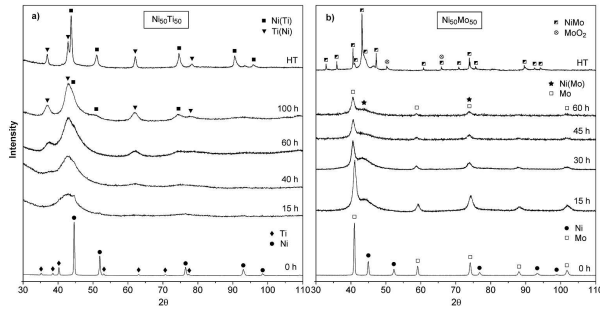 a)
Ni50Ti50
■ Ni(Ti)
▼ Ti(Ni)
HT
100 h
60 h
40 h
15 h
♦ Ti
● Ni
0 h
Intensity
30 40 50 60 70 80 90 100 110
2θ
b)
Ni50Mo50
NiMo
MoO2
HT
★ Ni(Mo)
□ Mo
60 h
45 h
30 h
15 h
● Ni
□ Mo
0 h
30 40 50 60 70 80 90 100 110
2θ